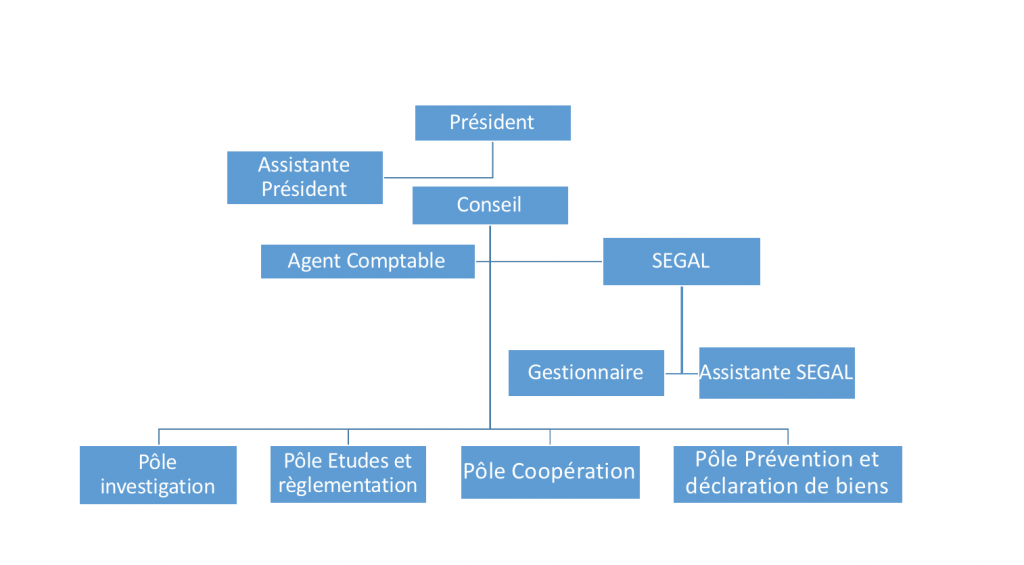 Président
Assistante
Président
Conseil
Agent Comptable
SEGAL
Gestionnaire
Assistante SEGAL
Pôle
investigation
Pôle Etudes et
règlementation
Pôle Coopération
Pôle Prévention et
déclaration de biens